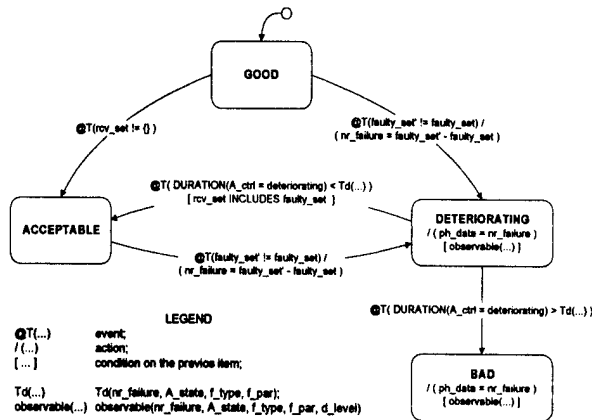 GOOD
@T(rcv_set != {} )
@T(faulty_set' != faulty_set) /
( nr_failure = faulty_set' - faulty_set )
@T( DURATION(A_ctrl = deteriorating) < Td(...) )
[ rcv_set INCLUDES faulty_set ]
ACCEPTABLE
DETERIORATING
/ ( ph_data = nr_failure )
[ observable(...) ]
@T(faulty_set' != faulty_set) /
( nr_failure = faulty_set' - faulty_set )
@T( DURATION(A_ctrl = deteriorating) > Td(...) )
LEGEND
@T(...) event;
/ (...) action;
[ ... ] condition on the previos item;
Td(...) Td(nr_failure, A_state, f_type, f_par);
observable(...) observable(nr_failure, A_state, f_type, f_par, d_level)
BAD
/ ( ph_data = nr_failure )
[ observable(...) ]